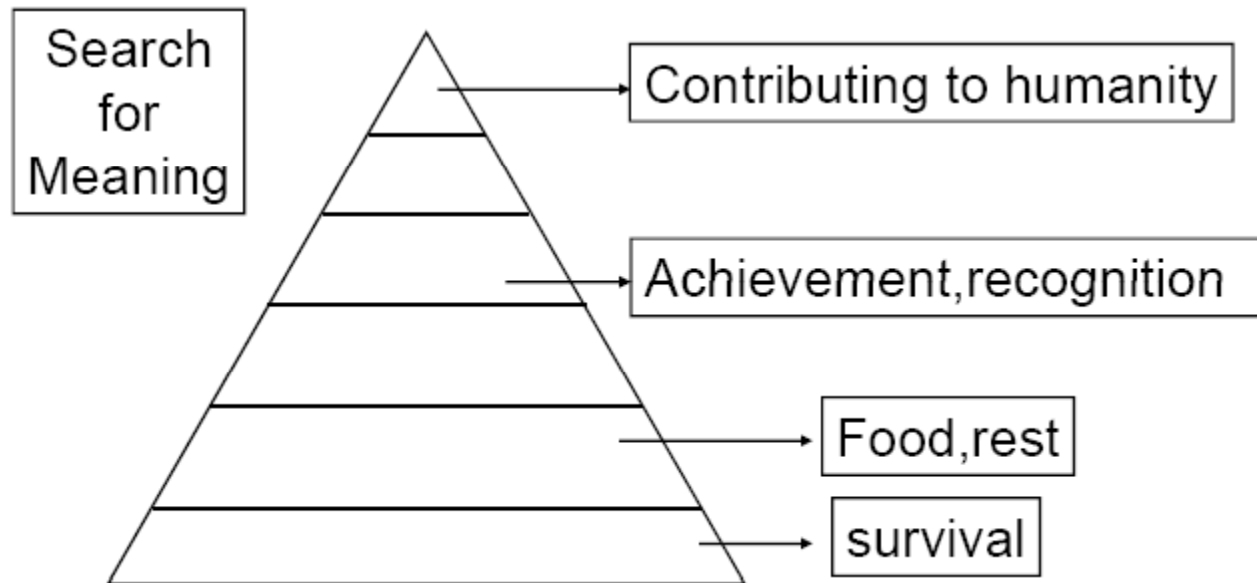 Search
for
Meaning
Contributing to humanity
Achievement,recognition
Food,rest
survival